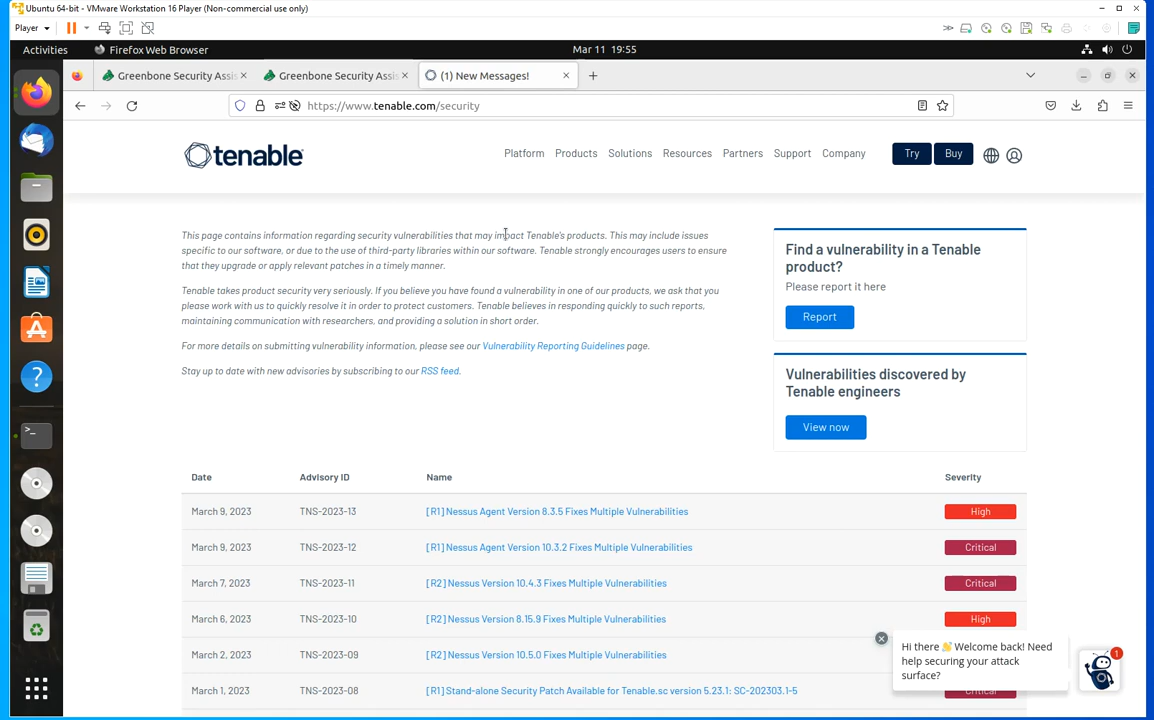 Ubuntu 64-bit - VMware Workstation 16 Player (Non-commercial use only)
Player
Activities
Firefox Web Browser
Mar 11 19:55
Greenbone Security Assis
Greenbone Security Assis
(1) New Messages!
https://www.tenable.com/security
tenable
Platform
Products
Solutions
Resources
Partners
Support
Company
Try
Buy
This page contains information regarding security vulnerabilities that may impact Tenable's products. This may include issues
specific to our software, or due to the use of third-party libraries within our software. Tenable strongly encourages users to ensure
that they upgrade or apply relevant patches in a timely manner.
Tenable takes product security very seriously. If you believe you have found a vulnerability in one of our products, we ask that you
please work with us to quickly resolve it in order to protect customers. Tenable believes in responding quickly to such reports,
maintaining communication with researchers, and providing a solution in short order.
For more details on submitting vulnerability information, please see our Vulnerability Reporting Guidelines page.
Stay up to date with new advisories by subscribing to our RSS feed.
Find a vulnerability in a Tenable
product?
Please report it here
Report
Vulnerabilities discovered by
Tenable engineers
View now
Date Advisory ID Name Severity
March 9, 2023 TNS-2023-13 [R1] Nessus Agent Version 8.3.5 Fixes Multiple Vulnerabilities High
March 9, 2023 TNS-2023-12 [R1] Nessus Agent Version 10.3.2 Fixes Multiple Vulnerabilities Critical
March 7, 2023 TNS-2023-11 [R2] Nessus Version 10.4.3 Fixes Multiple Vulnerabilities Critical
March 6, 2023 TNS-2023-10 [R2] Nessus Version 8.15.9 Fixes Multiple Vulnerabilities High
March 2, 2023 TNS-2023-09 [R2] Nessus Version 10.5.0 Fixes Multiple Vulnerabilities
March 1, 2023 TNS-2023-08 [R1] Stand-alone Security Patch Available for Tenable.sc version 5.23.1: SC-202303.1-5 Critical
Hi there 👋 Welcome back! Need
help securing your attack
surface?
1